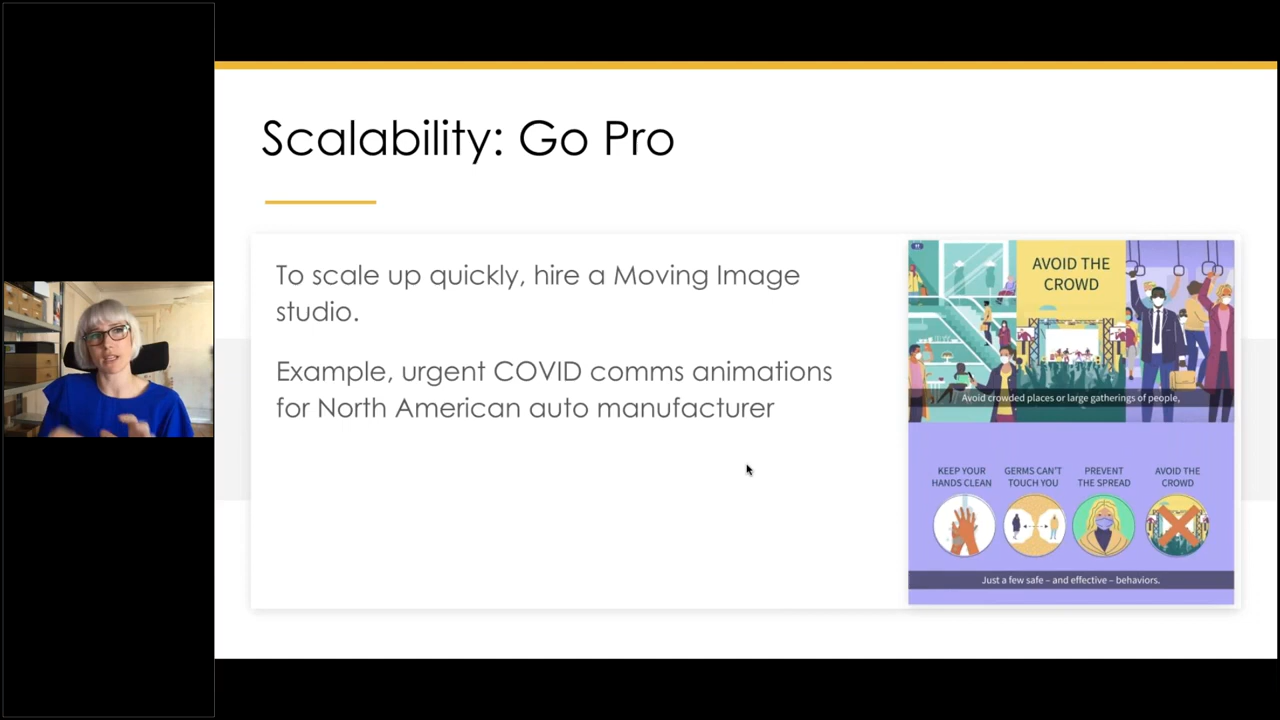 Scalability: Go Pro
To scale up quickly, hire a Moving Image
studio.
Example, urgent COVID comms animations
for North American auto manufacturer
AVOID THE
CROWD
Avoid crowded places or large gatherings of people,
KEEP YOUR
HANDS CLEAN
GERMS CAN'T
TOUCH YOU
PREVENT
THE SPREAD
AVOID THE
CROWD
Just a few safe – and effective – behaviors.